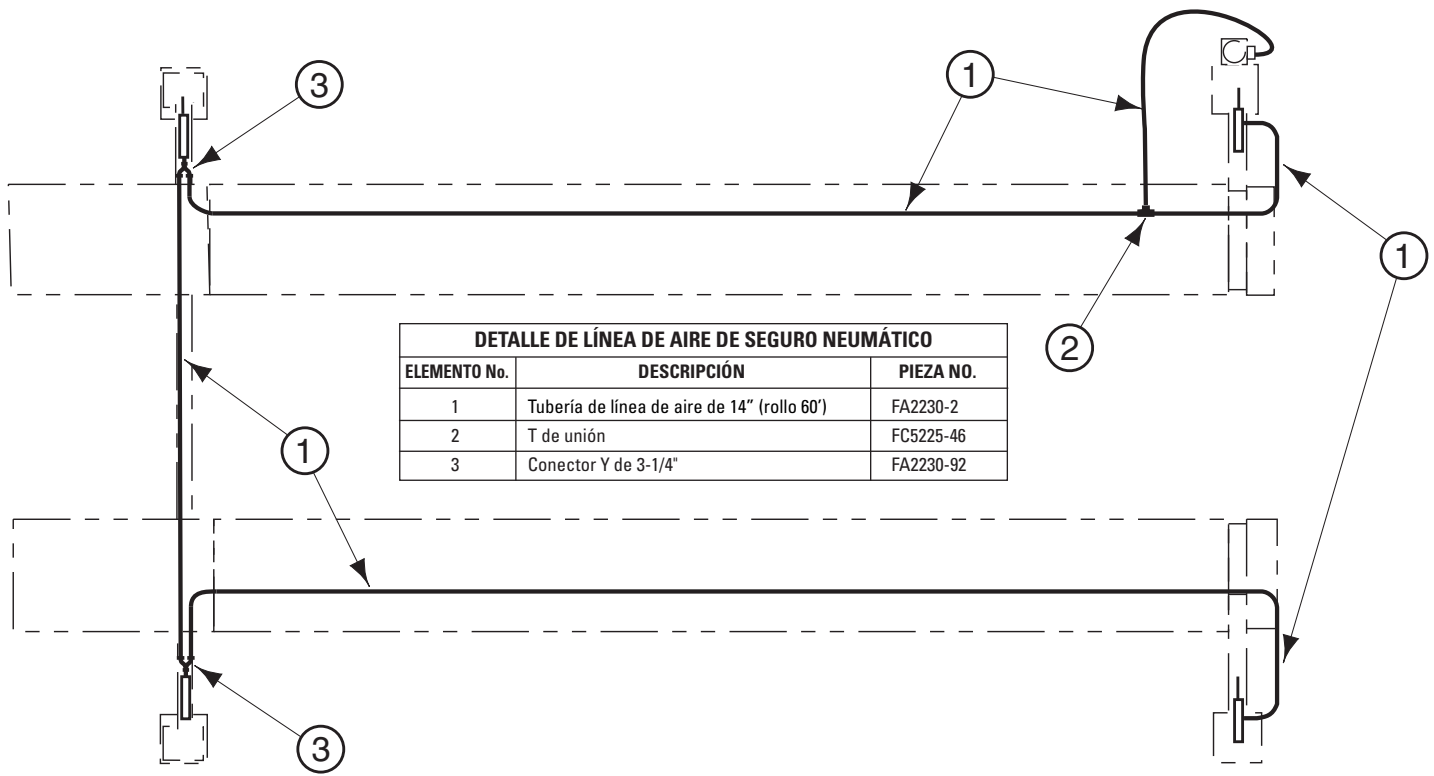 3
1
1
2
DETALLE DE LÍNEA DE AIRE DE SEGURO NEUMÁTICO
ELEMENTO No. DESCRIPCIÓN PIEZA NO.
1 Tubería de línea de aire de 14” (rollo 60’) FA2230-2
2 T de unión FC5225-46
3 Conector Y de 3-1/4" FA2230-92
1
1
3